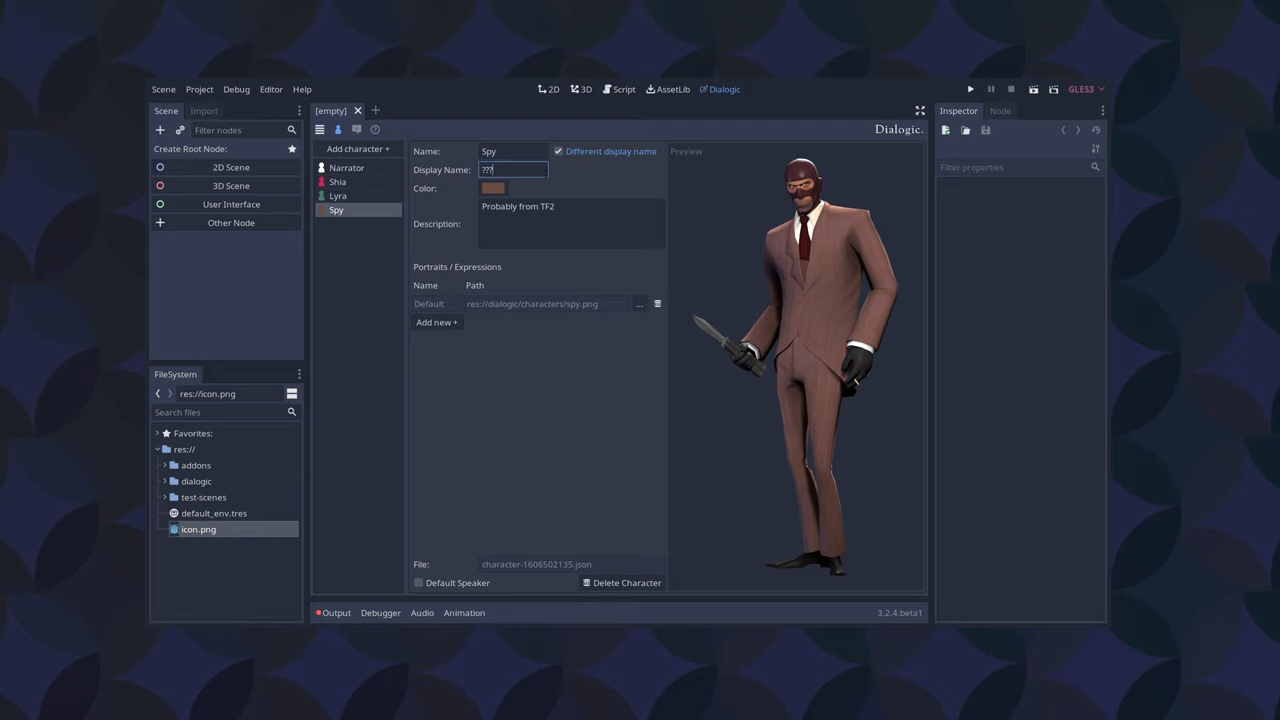 Scene Project Debug Editor Help
2D 3D Script AssetLib Dialogic
GLES3
Scene Import
Filter nodes
Create Root Node:
2D Scene
3D Scene
User Interface
Other Node
FileSystem
res://icon.png
Search files
Favorites:
res://
addons
dialogic
test-scenes
default_env.tres
icon.png
[empty]
Dialogic.
Add character +
Narrator
Shia
Lyra
Spy
Name: Spy Different display name
Display Name: ???
Color:
Description: Probably from TF2
Portraits / Expressions
Name Path
Default res://dialogic/characters/spy.png ...
Add new +
File: character-1606502135.json
Default Speaker Delete Character
Preview
Output Debugger Audio Animation 3.2.4.beta1
Inspector Node
Filter properties